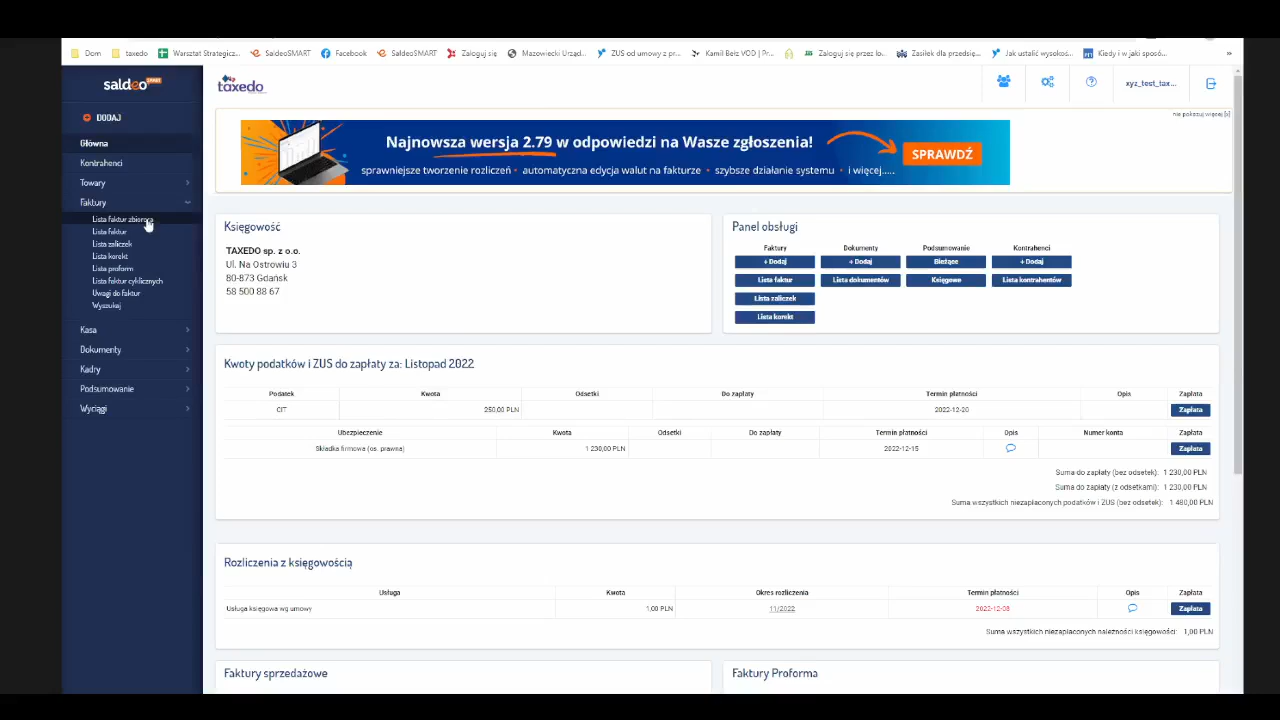 Dom
taxedo
Warsztat Strategicz...
SaldeoSMART
Facebook
SaldeoSMART
Zaloguj się
Mazowiecki Urząd...
ZUS od umowy z pr...
Kamil Beiz VOD | Pr...
Zaloguj się przez lo...
Zasiłek dla przedsię...
Jak ustalić wysokoś...
Kiedy i w jaki sposó...
»
saldeo SMART
taxedo
xyz_test_tax...
DODAJ
Główna
Kontrahenci
Towary
Faktury
Lista faktur zbiorcza
Lista faktur
Lista zaliczek
Lista korekt
Lista proform
Lista faktur cyklicznych
Uwagi do faktur
Wyszukaj
Kasa
Dokumenty
Kadry
Podsumowanie
Wyciągi
nie pokazuj więcej [x]
Najnowsza wersja 2.79 w odpowiedzi na Wasze zgłoszenia!
sprawniejsze tworzenie rozliczeń • automatyczna edycja walut na fakturze • szybsze działanie systemu • i więcej.....
SPRAWDŹ
Księgowość
TAXEDO sp. z o.o.
Ul. Na Ostrowiu 3
80-873 Gdańsk
58 500 88 67
Panel obsługi
Faktury Dokumenty Podsumowanie Kontrahenci
+ Dodaj + Dodaj Bieżące + Dodaj
Lista faktur Lista dokumentów Księgowe Lista kontrahentów
Lista zaliczek
Lista korekt
Kwoty podatków i ZUS do zapłaty za: Listopad 2022
Podatek Kwota Odsetki Do zapłaty Termin płatności Opis Zapłata
CIT 250,00 PLN 2022-12-20 Zapłata
Ubezpieczenie Kwota Odsetki Do zapłaty Termin płatności Opis Numer konta Zapłata
Składka firmowa (os. prawna) 1 230,00 PLN 2022-12-15 Zapłata
Suma do zapłaty (bez odsetek): 1 230,00 PLN
Suma do zapłaty (z odsetkami): 1 230,00 PLN
Suma wszystkich niezapłaconych podatków i ZUS (bez odsetek): 1 480,00 PLN
Rozliczenia z księgowością
Usługa Kwota Okres rozliczenia Termin płatności Opis Zapłata
Usługa księgowa wg umowy 1,00 PLN 11/2022 2022-12-08 Zapłata
Suma wszystkich niezapłaconych należności księgowości: 1,00 PLN
Faktury sprzedażowe
Faktury Proforma